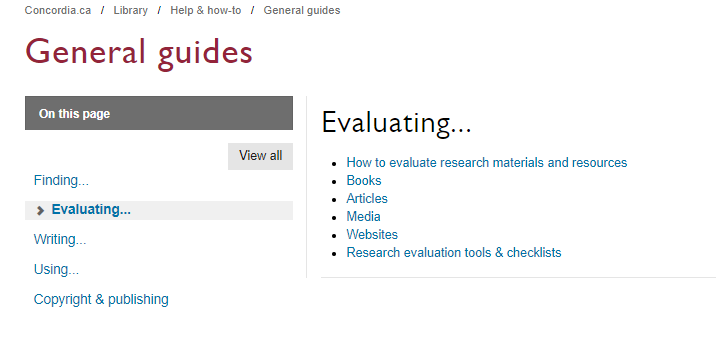 Concordia.ca / Library / Help & how-to / General guides
General guides
On this page
View all
Finding...
Evaluating...
Writing...
Using...
Copyright & publishing
Evaluating...
How to evaluate research materials and resources
Books
Articles
Media
Websites
Research evaluation tools & checklists